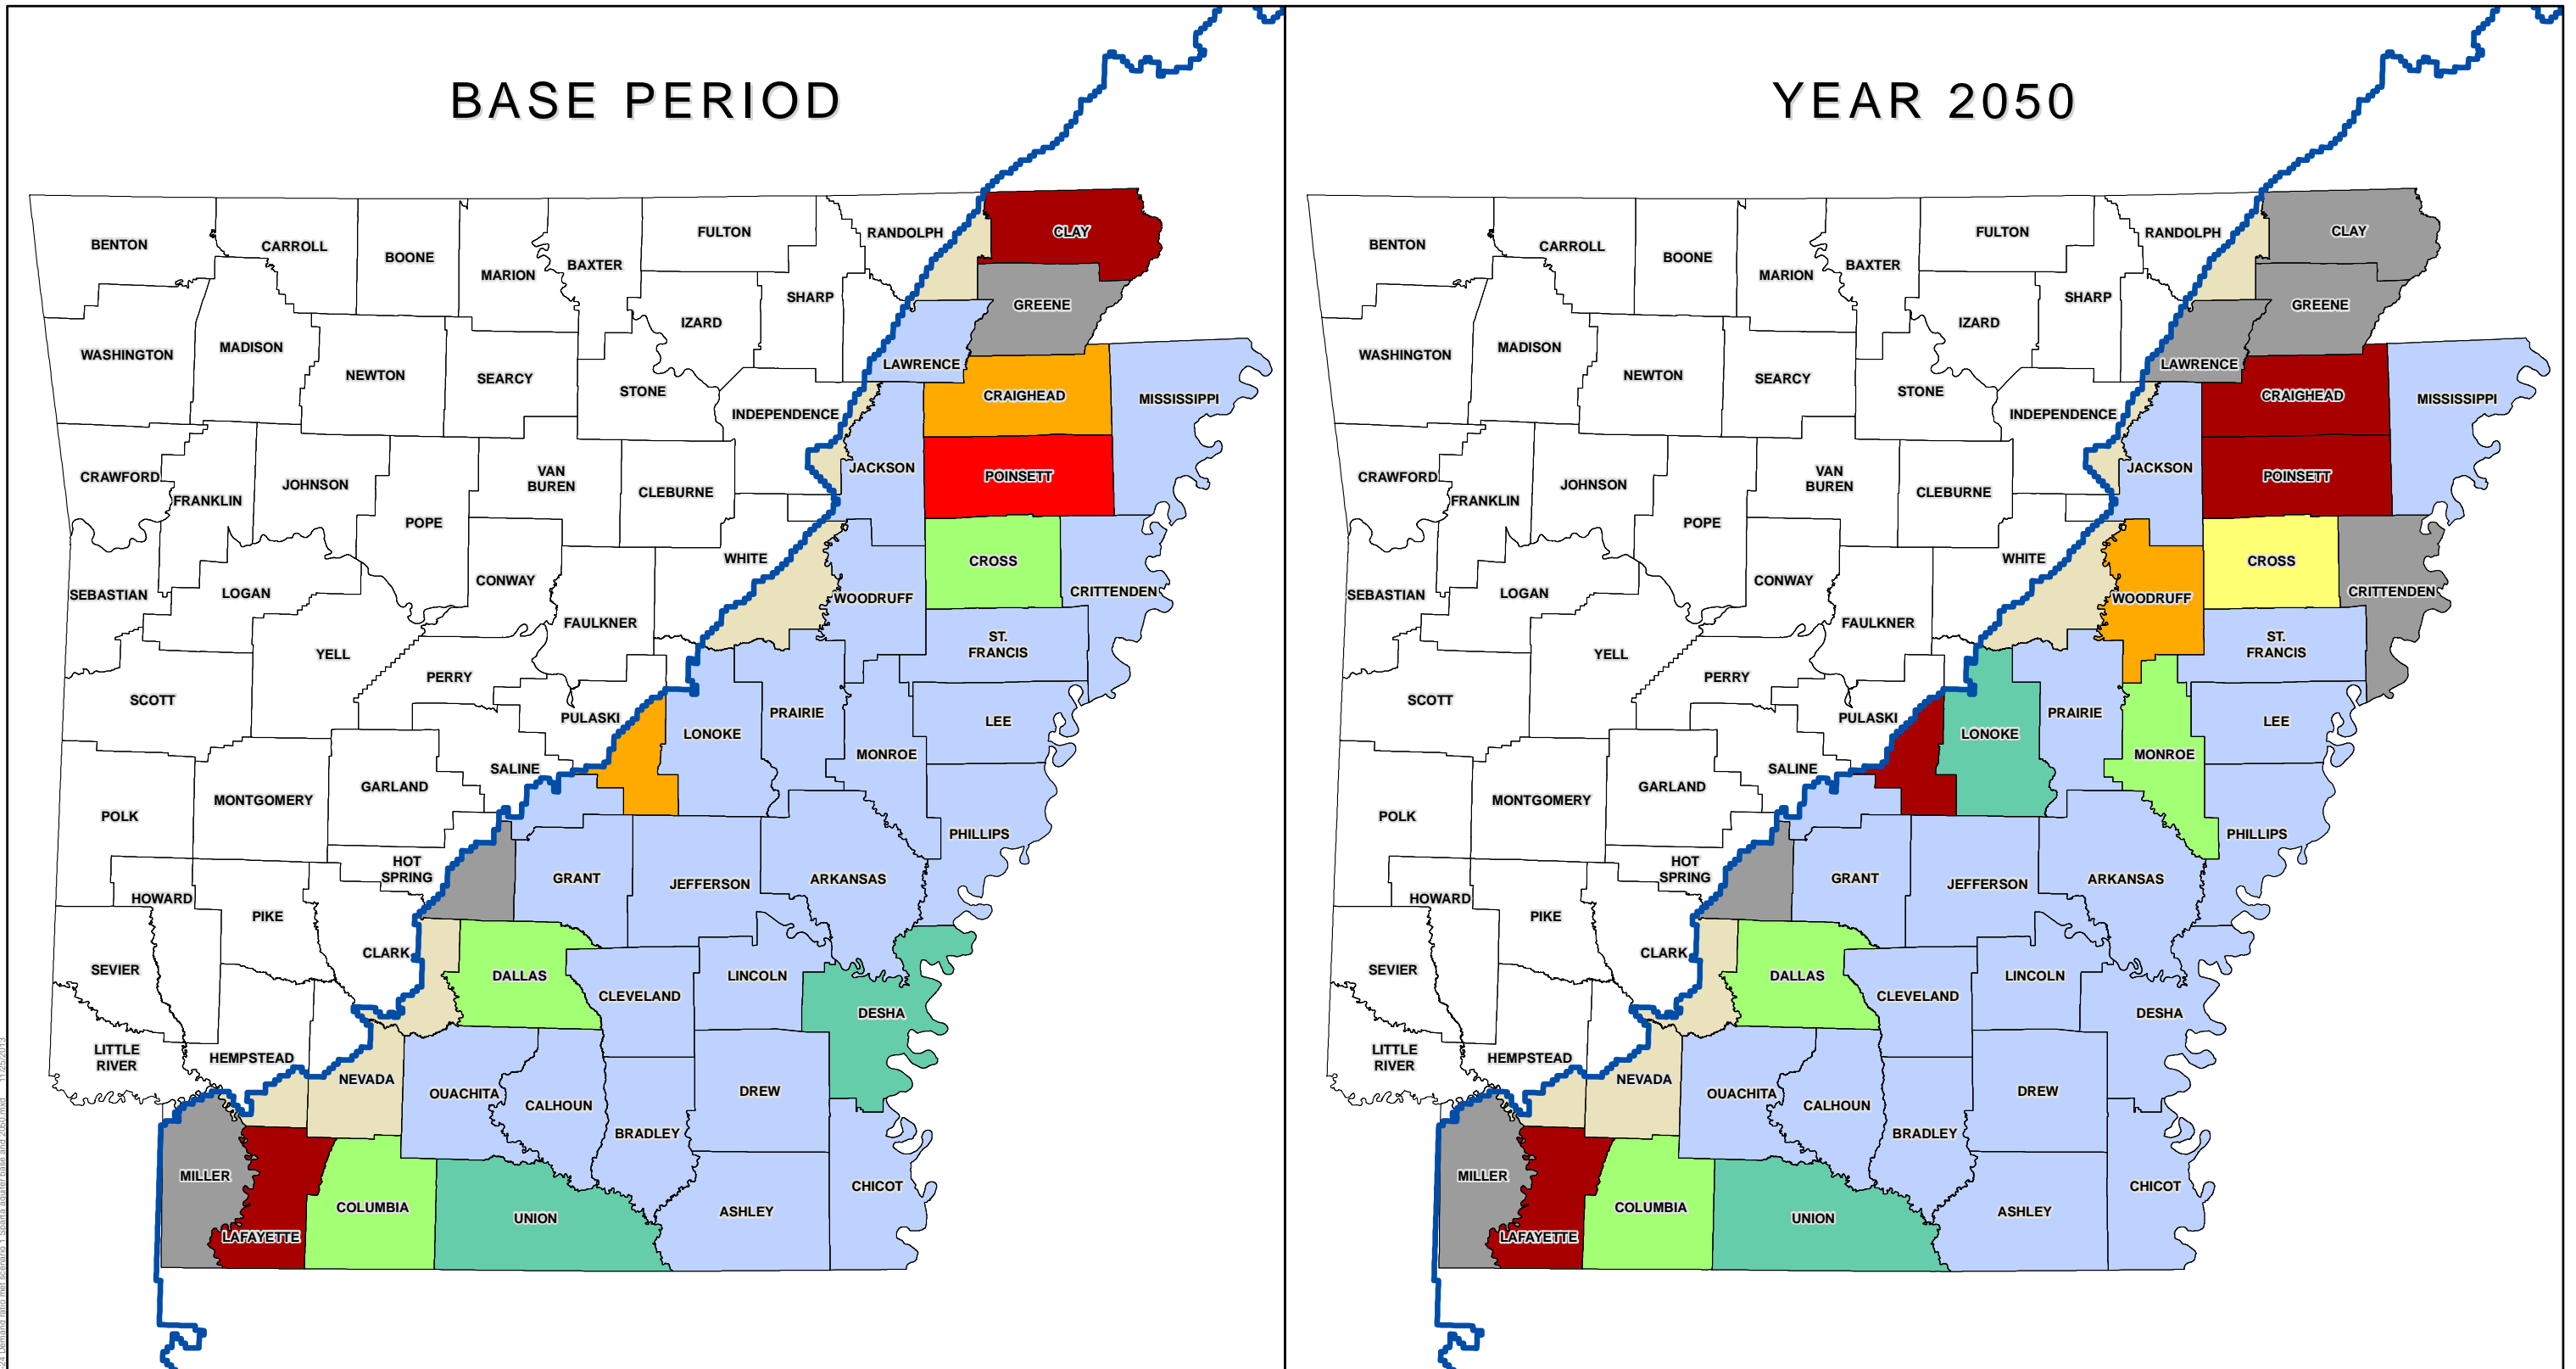 BASE PERIOD
BENTON
CARROLL
BOONE
MARION
BAXTER
FULTON
RANDOLPH
CLAY
SHARP
GREENE
IZARD
WASHINGTON
MADISON
NEWTON
SEARCY
STONE
LAWRENCE
INDEPENDENCE
CRAIGHEAD
MISSISSIPPI
CRAWFORD
FRANKLIN
JOHNSON
POPE
VAN
BUREN
CLEBURNE
JACKSON
POINSETT
SEBASTIAN
LOGAN
CONWAY
WHITE
WOODRUFF
CROSS
CRITTENDEN
FAULKNER
YELL
PERRY
ST.
FRANCIS
SCOTT
PULASKI
LONOKE
PRAIRIE
LEE
MONROE
SALINE
GARLAND
MONTGOMERY
POLK
PHILLIPS
HOT
SPRING
GRANT
JEFFERSON
ARKANSAS
HOWARD
PIKE
CLARK
SEVIER
DALLAS
LINCOLN
CLEVELAND
DESHA
LITTLE
RIVER
HEMPSTEAD
NEVADA
OUACHITA
CALHOUN
DREW
BRADLEY
MILLER
COLUMBIA
UNION
CHICOT
ASHLEY
LAFAYETTE
YEAR 2050
BENTON
CARROLL
BOONE
MARION
BAXTER
FULTON
RANDOLPH
CLAY
SHARP
GREENE
IZARD
WASHINGTON
MADISON
NEWTON
SEARCY
STONE
LAWRENCE
INDEPENDENCE
CRAIGHEAD
MISSISSIPPI
CRAWFORD
FRANKLIN
JOHNSON
POPE
VAN
BUREN
CLEBURNE
JACKSON
POINSETT
SEBASTIAN
LOGAN
CONWAY
WHITE
WOODRUFF
CROSS
CRITTENDEN
FAULKNER
YELL
PERRY
ST.
FRANCIS
SCOTT
PULASKI
LONOKE
PRAIRIE
LEE
MONROE
SALINE
GARLAND
MONTGOMERY
POLK
PHILLIPS
HOT
SPRING
GRANT
JEFFERSON
ARKANSAS
HOWARD
PIKE
CLARK
SEVIER
DALLAS
LINCOLN
CLEVELAND
DESHA
LITTLE
RIVER
HEMPSTEAD
NEVADA
OUACHITA
CALHOUN
DREW
BRADLEY
MILLER
COLUMBIA
UNION
CHICOT
ASHLEY
LAFAYETTE